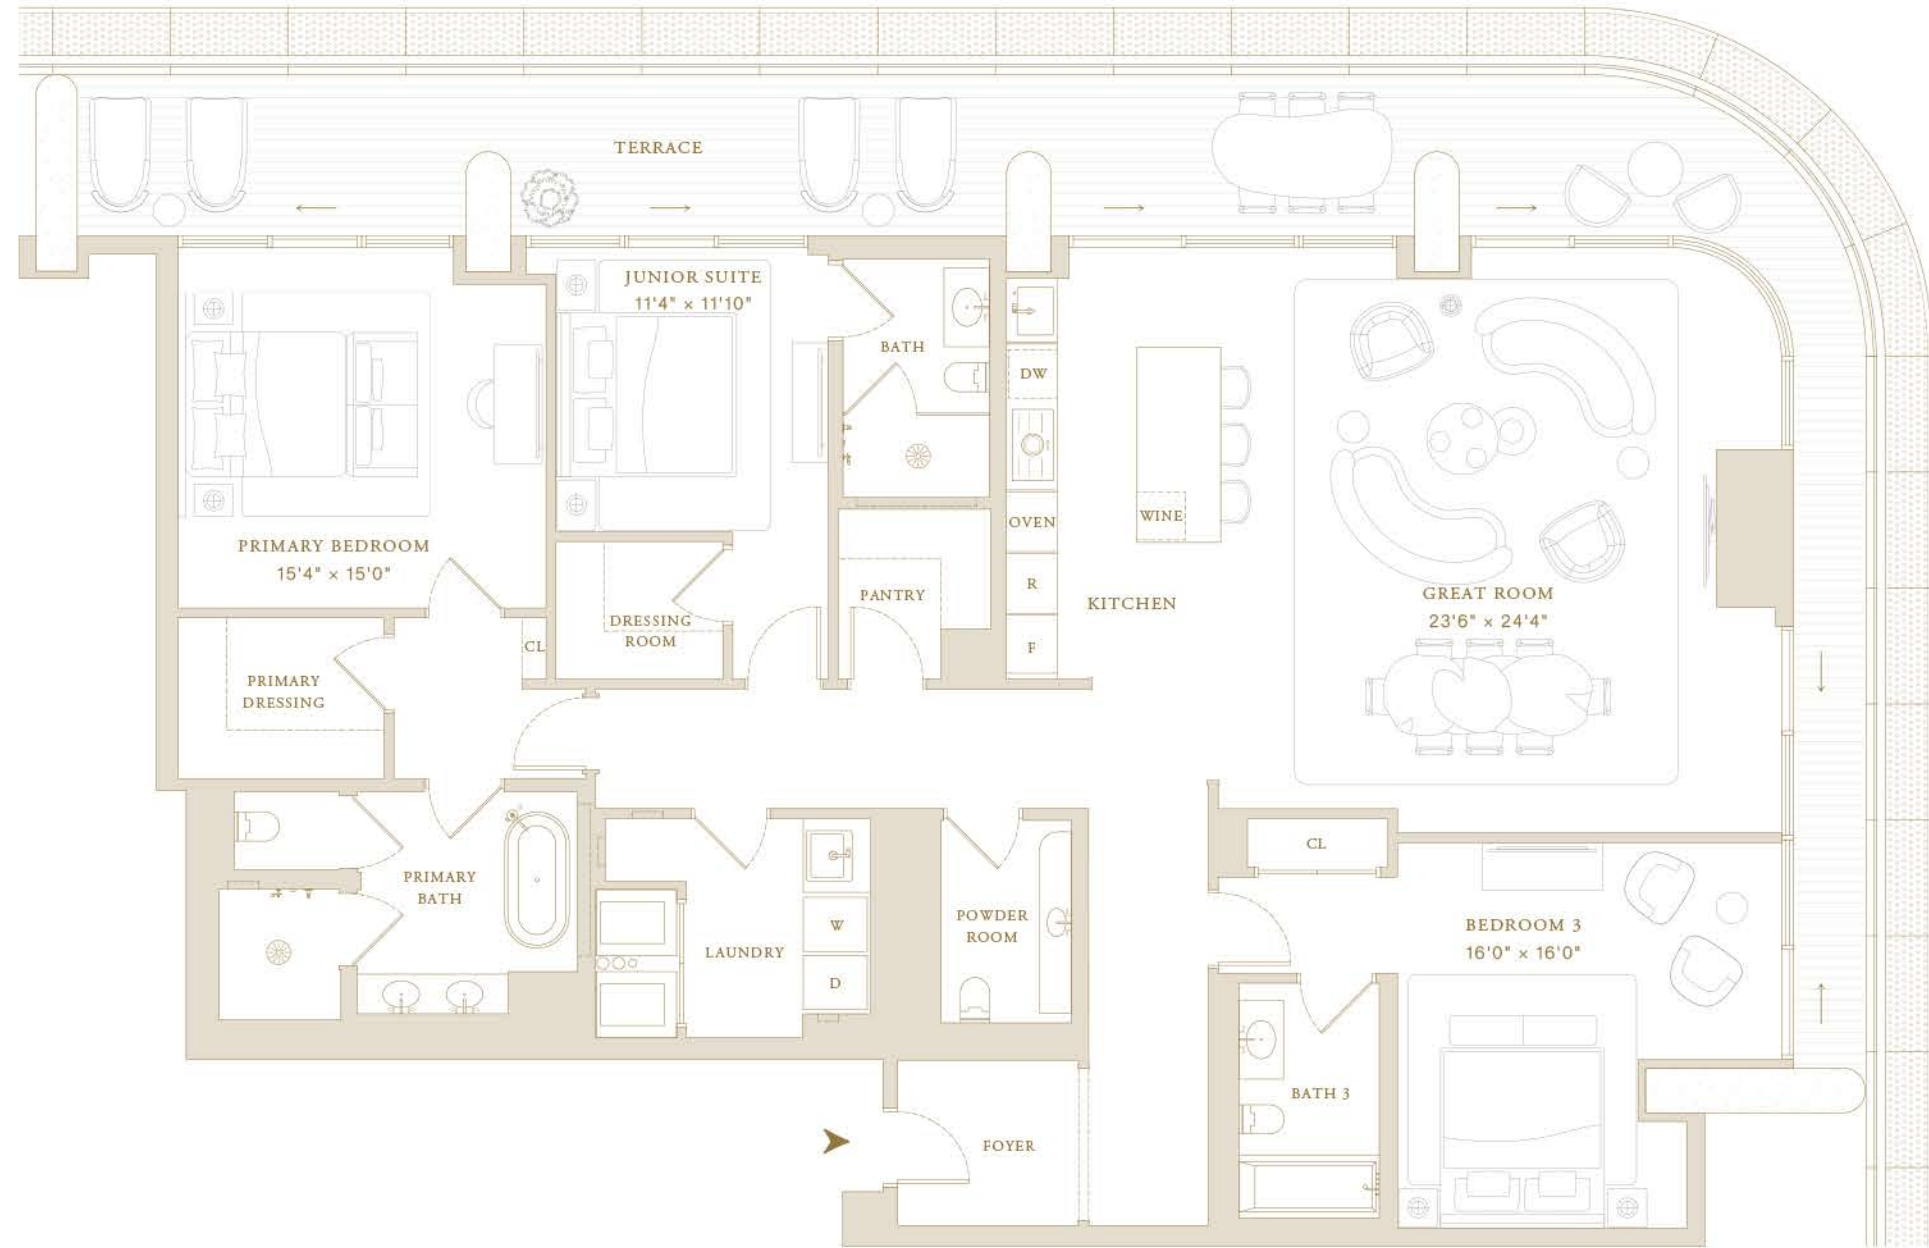 TERRACE
JUNIOR SUITE
11'4" × 11'10"
BATH
DW
OVEN
WINE
R
F
PRIMARY BEDROOM
15'4" × 15'0"
DRESSING
ROOM
PANTRY
KITCHEN
GREAT ROOM
23'6" × 24'4"
CL
PRIMARY
DRESSING
PRIMARY
BATH
LAUNDRY
W
D
POWDER
ROOM
CL
BEDROOM 3
16'0" × 16'0"
BATH 3
FOYER